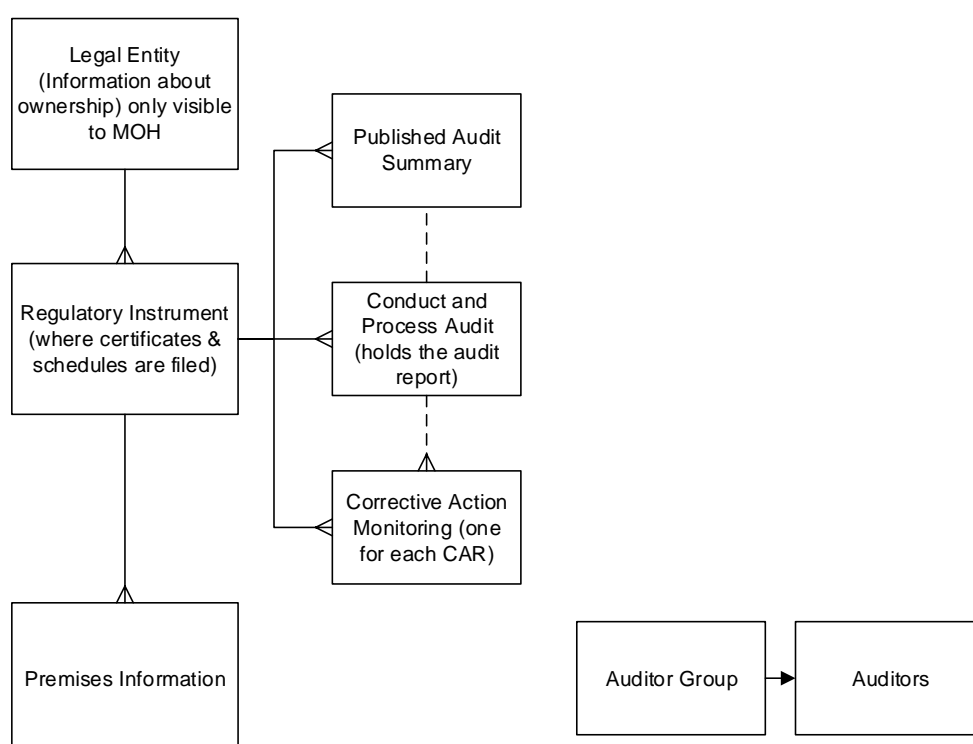 Legal Entity
(Information about
ownership) only visible
to MOH
Published Audit
Summary
Regulatory Instrument
(where certificates &
schedules are filed)
Conduct and
Process Audit
(holds the audit
report)
Corrective Action
Monitoring (one
for each CAR)
Premises Information
Auditor Group
Auditors